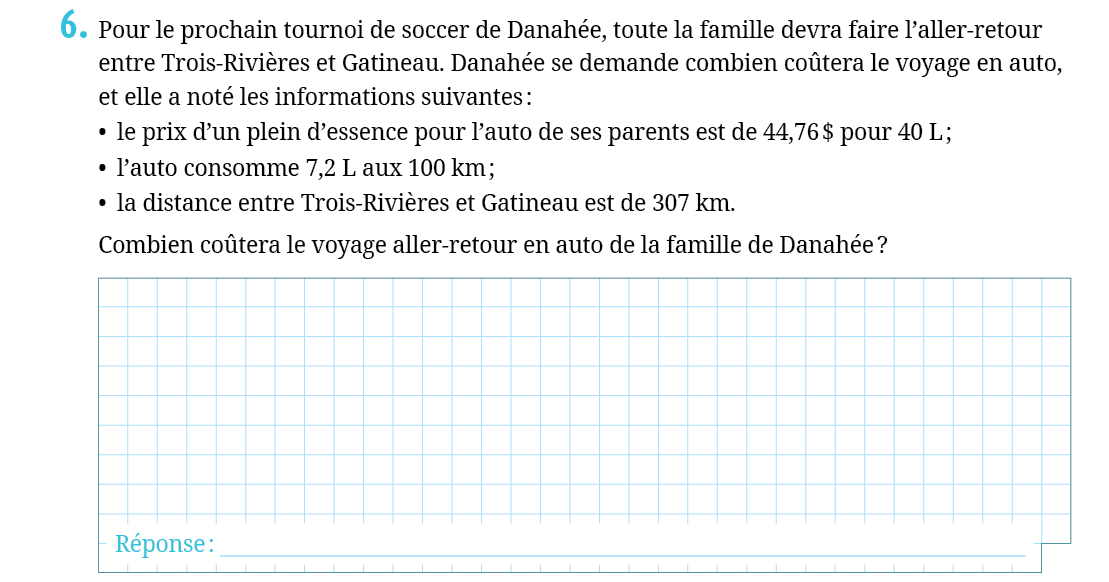 6. Pour le prochain tournoi de soccer de Danahée, toute la famille devra faire l’aller-retour
entre Trois-Rivières et Gatineau. Danahée se demande combien coûtera le voyage en auto,
et elle a noté les informations suivantes :
• le prix d’un plein d’essence pour l’auto de ses parents est de 44,76 $ pour 40 L ;
• l’auto consomme 7,2 L aux 100 km ;
• la distance entre Trois-Rivières et Gatineau est de 307 km.
Combien coûtera le voyage aller-retour en auto de la famille de Danahée ?
Réponse :